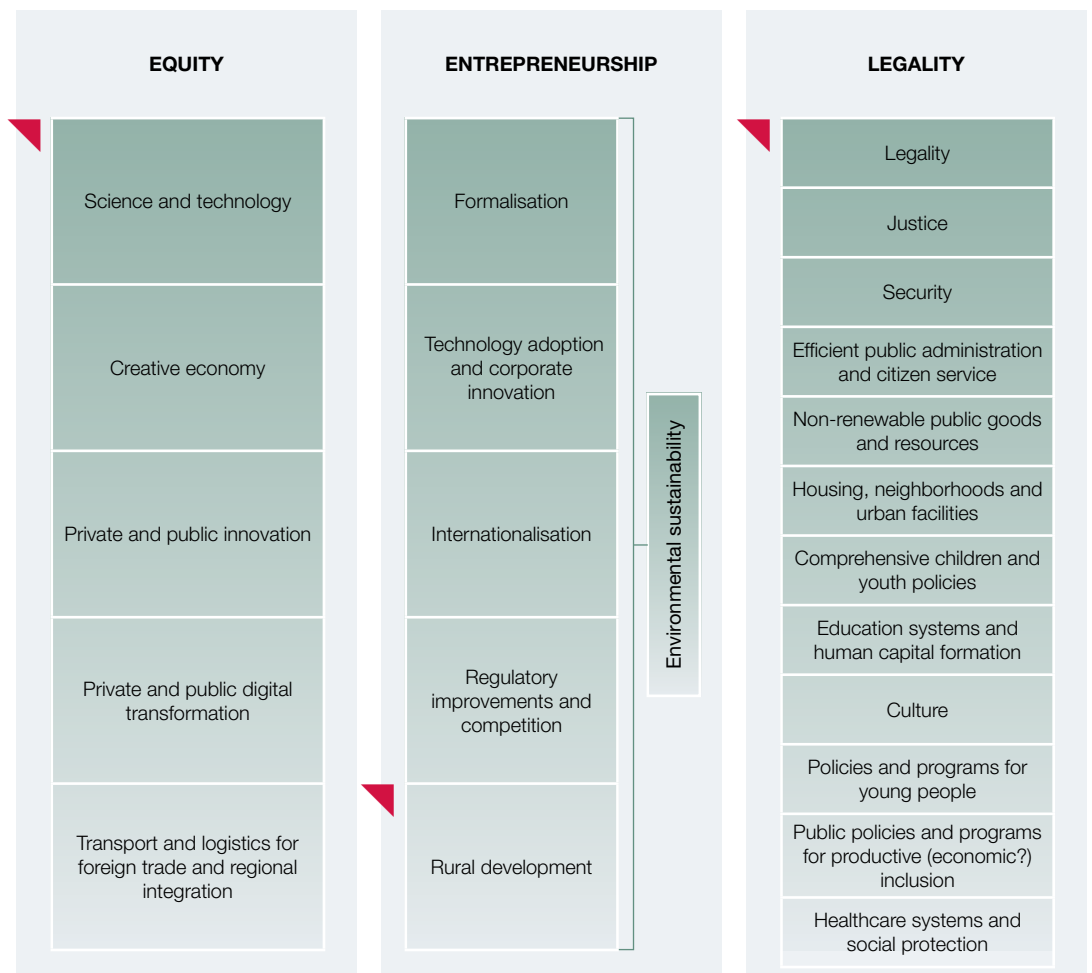 EQUITY
Science and technology
Creative economy
Private and public innovation
Private and public digital
transformation
Transport and logistics for
foreign trade and regional
integration
ENTREPRENEURSHIP
Formalisation
Technology adoption
and corporate
innovation
Internationalisation
Regulatory
improvements and
competition
Rural development
Environmental sustainability
LEGALITY
Legality
Justice
Security
Efficient public administration
and citizen service
Non-renewable public goods
and resources
Housing, neighborhoods and
urban facilities
Comprehensive children and
youth policies
Education systems and
human capital formation
Culture
Policies and programs for
young people
Public policies and programs
for productive (economic?)
inclusion
Healthcare systems and
social protection